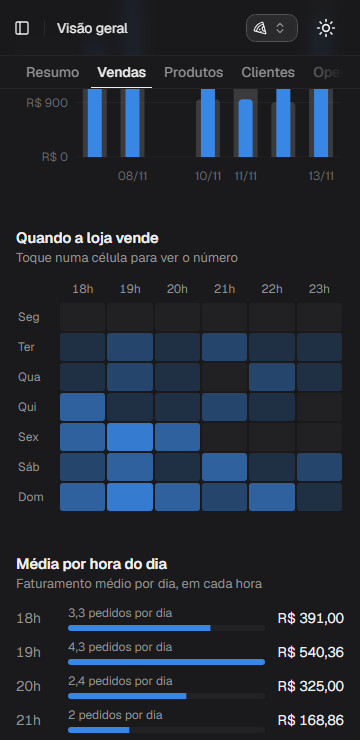 Visão geral
Resumo Vendas Produtos Clientes Ope
R$ 900
R$ 0
08/11 10/11 11/11 13/11
Quando a loja vende
Toque numa célula para ver o número
18h 19h 20h 21h 22h 23h
Seg
Ter
Qua
Qui
Sex
Sáb
Dom
Média por hora do dia
Faturamento médio por dia, em cada hora
18h 3,3 pedidos por dia R$ 391,00
19h 4,3 pedidos por dia R$ 540,36
20h 2,4 pedidos por dia R$ 325,00
21h 2 pedidos por dia R$ 168,86